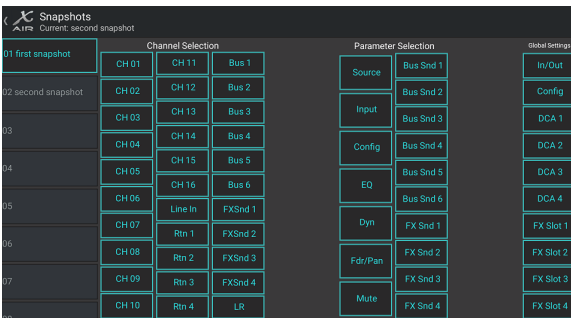 X AIR
Snapshots
Current: second snapshot
01 first snapshot
02 second snapshot
03
04
05
06
07
Channel Selection
CH 01
CH 02
CH 03
CH 04
CH 05
CH 06
CH 07
CH 08
CH 09
CH 10
CH 11
CH 12
CH 13
CH 14
CH 15
CH 16
Line In
Rtn 1
Rtn 2
Rtn 3
Rtn 4
Bus 1
Bus 2
Bus 3
Bus 4
Bus 5
Bus 6
FXSnd 1
FXSnd 2
FXSnd 3
FXSnd 4
LR
Parameter Selection
Source
Input
Config
EQ
Dyn
Fdr/Pan
Mute
Bus Snd 1
Bus Snd 2
Bus Snd 3
Bus Snd 4
Bus Snd 5
Bus Snd 6
FX Snd 1
FX Snd 2
FX Snd 3
FX Snd 4
Global Settings
In/Out
Config
DCA 1
DCA 2
DCA 3
DCA 4
FX Slot 1
FX Slot 2
FX Slot 3
FX Slot 4